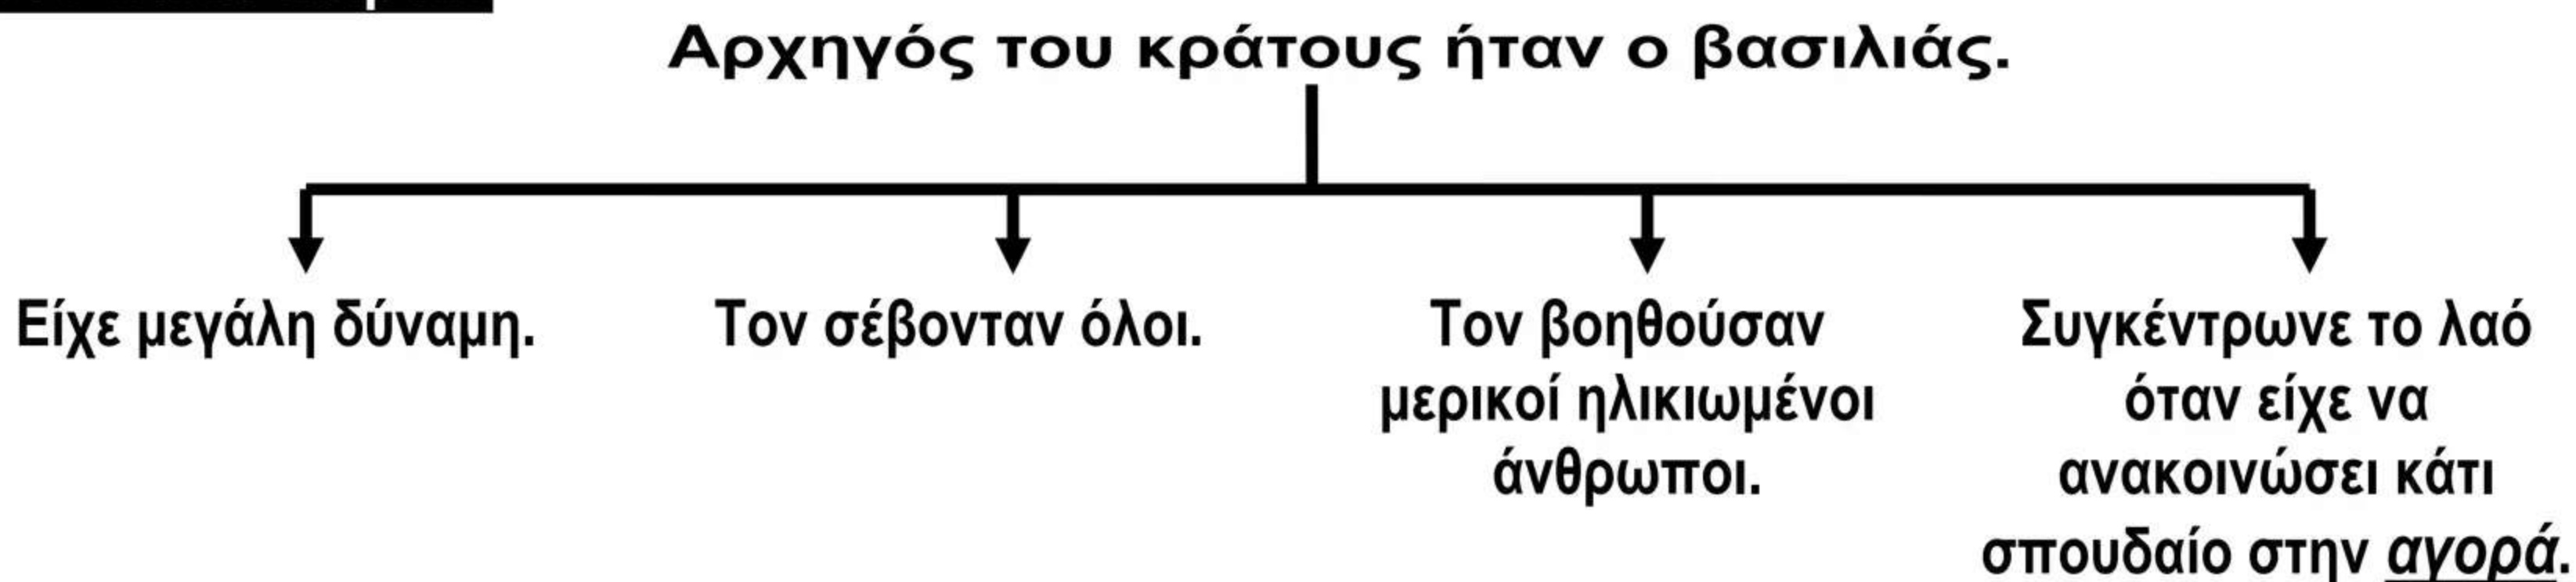 Αρχηγός του κράτους ήταν ο βασιλιάς.
Είχε μεγάλη δύναμη.
Τον σέβονταν όλοι.
Τον βοηθούσαν
μερικοί ηλικιωμένοι
άνθρωποι.
Συγκέντρωνε το λαό
όταν είχε να
ανακοινώσει κάτι
σπουδαίο στην αγορά.